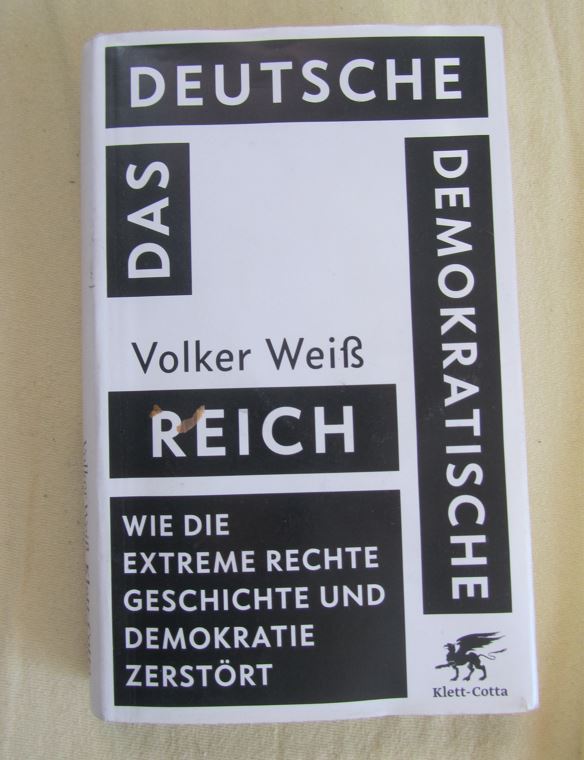 DAS
DEUTSCHE
DEMOKRATISCHE
REICH
Volker Weiß
WIE DIE
EXTREME RECHTE
GESCHICHTE UND
DEMOKRATIE
ZERSTÖRT
Klett-Cotta